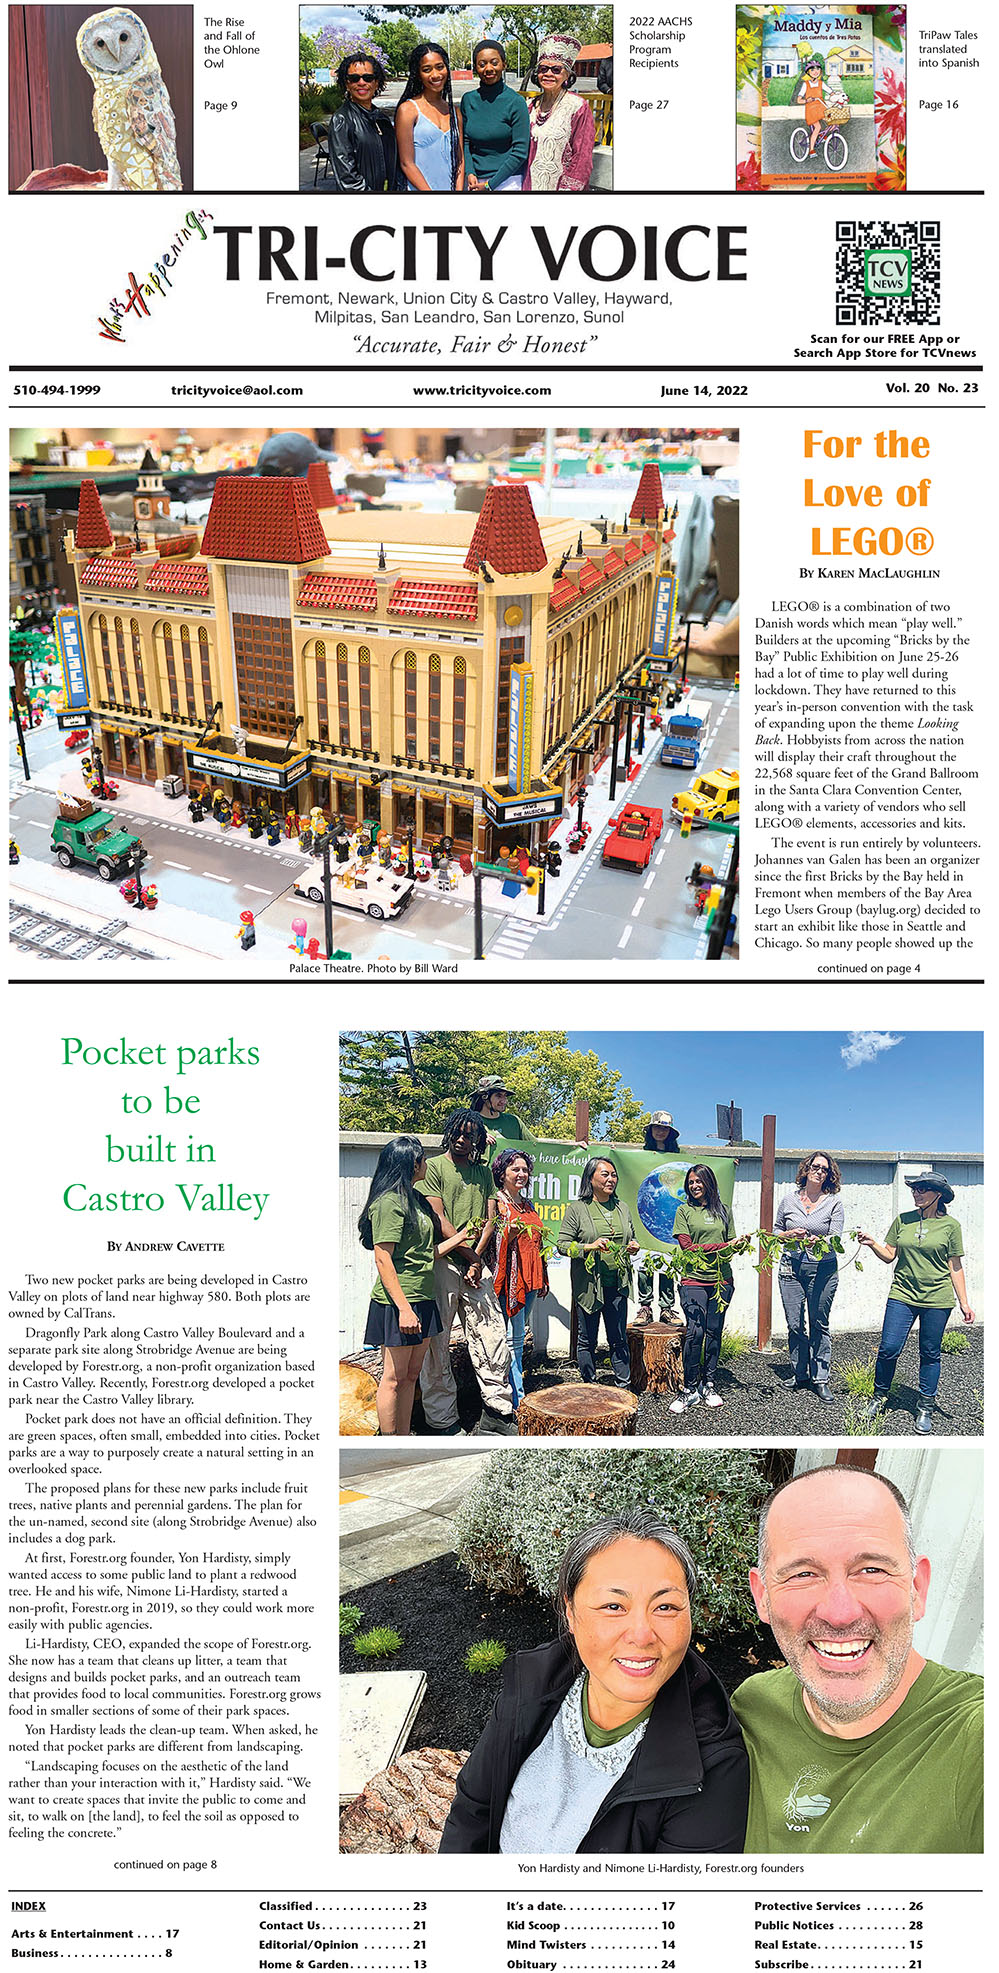 The Rise
and Fall of
the Ohlone
Owl
Page 9
2022 AACHS
Scholarship
Program
Recipients
Page 27
Maddy y Mia
Los cuentos de Tres Patas
TriPaw Tales
translated
into Spanish
Page 16
What's Happening's
TRI-CITY VOICE
Fremont, Newark, Union City & Castro Valley, Hayward,
Milpitas, San Leandro, San Lorenzo, Sunol
“Accurate, Fair & Honest”
TCV
NEWS
Scan for our FREE App or
Search App Store for TCVnews
510-494-1999 tricityvoice@aol.com www.tricityvoice.com June 14, 2022 Vol. 20 No. 23
PALACE
PALACE
PALACE
JAWS
THE MUSICAL
Palace Theatre. Photo by Bill Ward
For the
Love of
LEGO®
BY KAREN MACLAUGHLIN
LEGO® is a combination of two
Danish words which mean “play well.”
Builders at the upcoming “Bricks by the
Bay” Public Exhibition on June 25-26
had a lot of time to play well during
lockdown. They have returned to this
year’s in-person convention with the task
of expanding upon the theme Looking
Back. Hobbyists from across the nation
will display their craft throughout the
22,568 square feet of the Grand Ballroom
in the Santa Clara Convention Center,
along with a variety of vendors who sell
LEGO® elements, accessories and kits.
The event is run entirely by volunteers.
Johannes van Galen has been an organizer
since the first Bricks by the Bay held in
Fremont when members of the Bay Area
Lego Users Group (baylug.org) decided to
start an exhibit like those in Seattle and
Chicago. So many people showed up the
continued on page 4
Pocket parks
to be
built in
Castro Valley
BY ANDREW CAVETTE
Two new pocket parks are being developed in Castro
Valley on plots of land near highway 580. Both plots are
owned by CalTrans.
Dragonfly Park along Castro Valley Boulevard and a
separate park site along Strobridge Avenue are being
developed by Forestr.org, a non-profit organization based
in Castro Valley. Recently, Forestr.org developed a pocket
park near the Castro Valley library.
Pocket park does not have an official definition. They
are green spaces, often small, embedded into cities. Pocket
parks are a way to purposely create a natural setting in an
overlooked space.
The proposed plans for these new parks include fruit
trees, native plants and perennial gardens. The plan for
the un-named, second site (along Strobridge Avenue) also
includes a dog park.
At first, Forestr.org founder, Yon Hardisty, simply
wanted access to some public land to plant a redwood
tree. He and his wife, Nimone Li-Hardisty, started a
non-profit, Forestr.org in 2019, so they could work more
easily with public agencies.
Li-Hardisty, CEO, expanded the scope of Forestr.org.
She now has a team that cleans up litter, a team that
designs and builds pocket parks, and an outreach team
that provides food to local communities. Forestr.org grows
food in smaller sections of some of their park spaces.
Yon Hardisty leads the clean-up team. When asked, he
noted that pocket parks are different from landscaping.
“Landscaping focuses on the aesthetic of the land
rather than your interaction with it,” Hardisty said. “We
want to create spaces that invite the public to come and
sit, to walk on [the land], to feel the soil as opposed to
feeling the concrete.”
continued on page 8
s here today!
rth D
brati
Yon
Yon Hardisty and Nimone Li-Hardisty, Forestr.org founders
INDEX
Arts & Entertainment . . . . 17
Business . . . . . . . . . . . . . . . 8
Classified . . . . . . . . . . . . . . 23
Contact Us . . . . . . . . . . . . . 21
Editorial/Opinion . . . . . . . 21
Home & Garden . . . . . . . . . 13
It’s a date. . . . . . . . . . . . . . 17
Kid Scoop . . . . . . . . . . . . . . 10
Mind Twisters . . . . . . . . . . 14
Obituary . . . . . . . . . . . . . . 24
Protective Services . . . . . . 26
Public Notices . . . . . . . . . . 28
Real Estate . . . . . . . . . . . . . 15
Subscribe . . . . . . . . . . . . . . 21